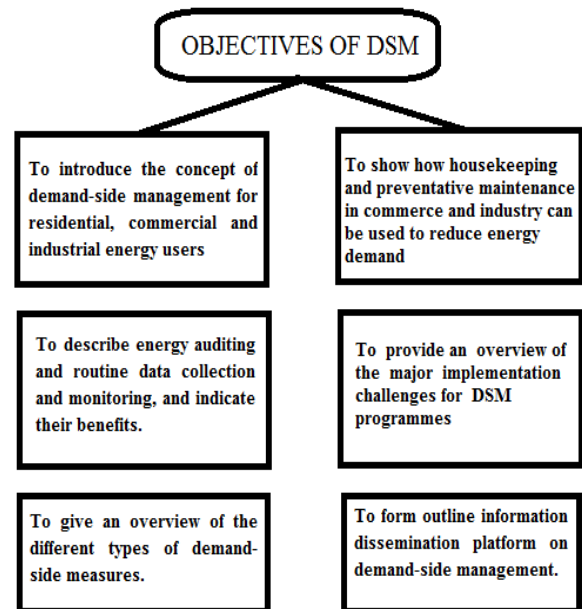 OBJECTIVES OF DSM
To introduce the concept of
demand-side management for
residential, commercial and
industrial energy users
To show how housekeeping
and preventative maintenance
in commerce and industry can
be used to reduce energy
demand
To describe energy auditing
and routine data collection
and monitoring, and indicate
their benefits.
To provide an overview of
the major implementation
challenges for DSM
programmes
To give an overview of the
different types of demand-
side measures.
To form outline information
dissemination platform on
demand-side management.